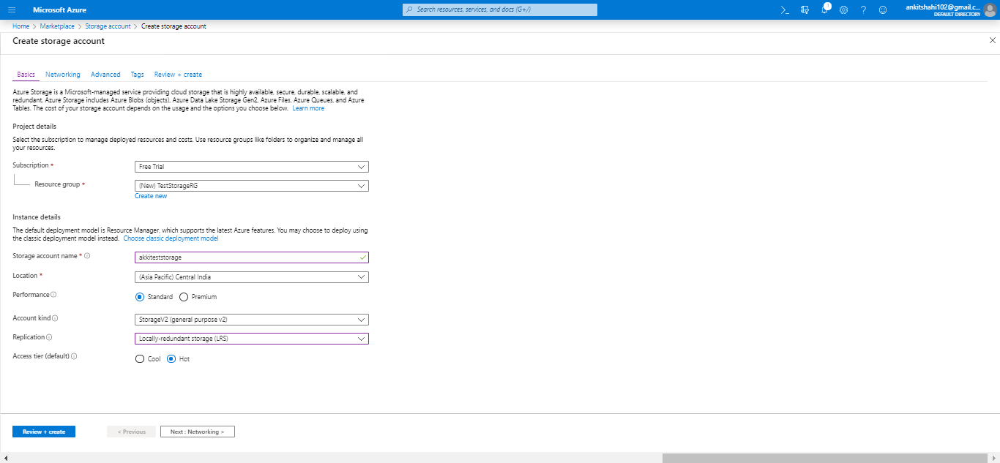 Microsoft Azure
Search resources, services, and docs (G+/)
1
ankitshahi102@gmail.c...
DEFAULT DIRECTORY
Home > Marketplace > Storage account > Create storage account
Create storage account
Basics Networking Advanced Tags Review + create
Azure Storage is a Microsoft-managed service providing cloud storage that is highly available, secure, durable, scalable, and
redundant. Azure Storage includes Azure Blobs (objects), Azure Data Lake Storage Gen2, Azure Files, Azure Queues, and Azure
Tables. The cost of your storage account depends on the usage and the options you choose below. Learn more
Project details
Select the subscription to manage deployed resources and costs. Use resource groups like folders to organize and manage all
your resources.
Subscription * Free Trial
Resource group * (New) TestStorageRG
Create new
Instance details
The default deployment model is Resource Manager, which supports the latest Azure features. You may choose to deploy using
the classic deployment model instead. Choose classic deployment model
Storage account name * akkiteststorage
Location * (Asia Pacific) Central India
Performance Standard Premium
Account kind StorageV2 (general purpose v2)
Replication Locally-redundant storage (LRS)
Access tier (default) Cool Hot
Review + create < Previous Next : Networking >